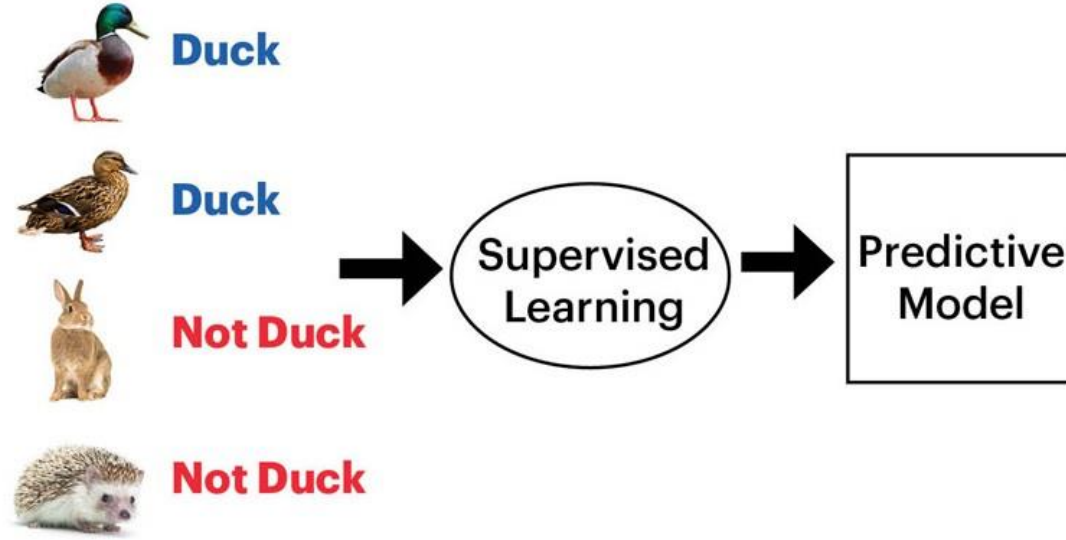 Duck
Duck
Not Duck
Not Duck
Supervised
Learning
Predictive
Model